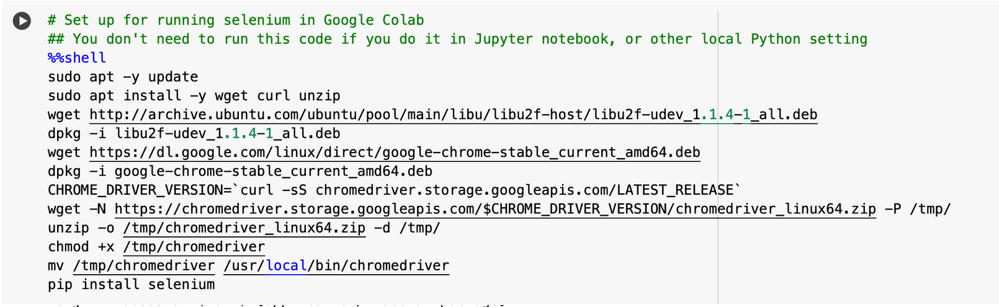 # Set up for running selenium in Google Colab
## You don't need to run this code if you do it in Jupyter notebook, or other local Python setting
%%shell
sudo apt -y update
sudo apt install -y wget curl unzip
wget http://archive.ubuntu.com/ubuntu/pool/main/libu/libu2f-host/libu2f-udev_1.1.4-1_all.deb
dpkg -i libu2f-udev_1.1.4-1_all.deb
wget https://dl.google.com/linux/direct/google-chrome-stable_current_amd64.deb
dpkg -i google-chrome-stable_current_amd64.deb
CHROME_DRIVER_VERSION=`curl -sS chromedriver.storage.googleapis.com/LATEST_RELEASE`
wget -N https://chromedriver.storage.googleapis.com/$CHROME_DRIVER_VERSION/chromedriver_linux64.zip -P /tmp/
unzip -o /tmp/chromedriver_linux64.zip -d /tmp/
chmod +x /tmp/chromedriver
mv /tmp/chromedriver /usr/local/bin/chromedriver
pip install selenium